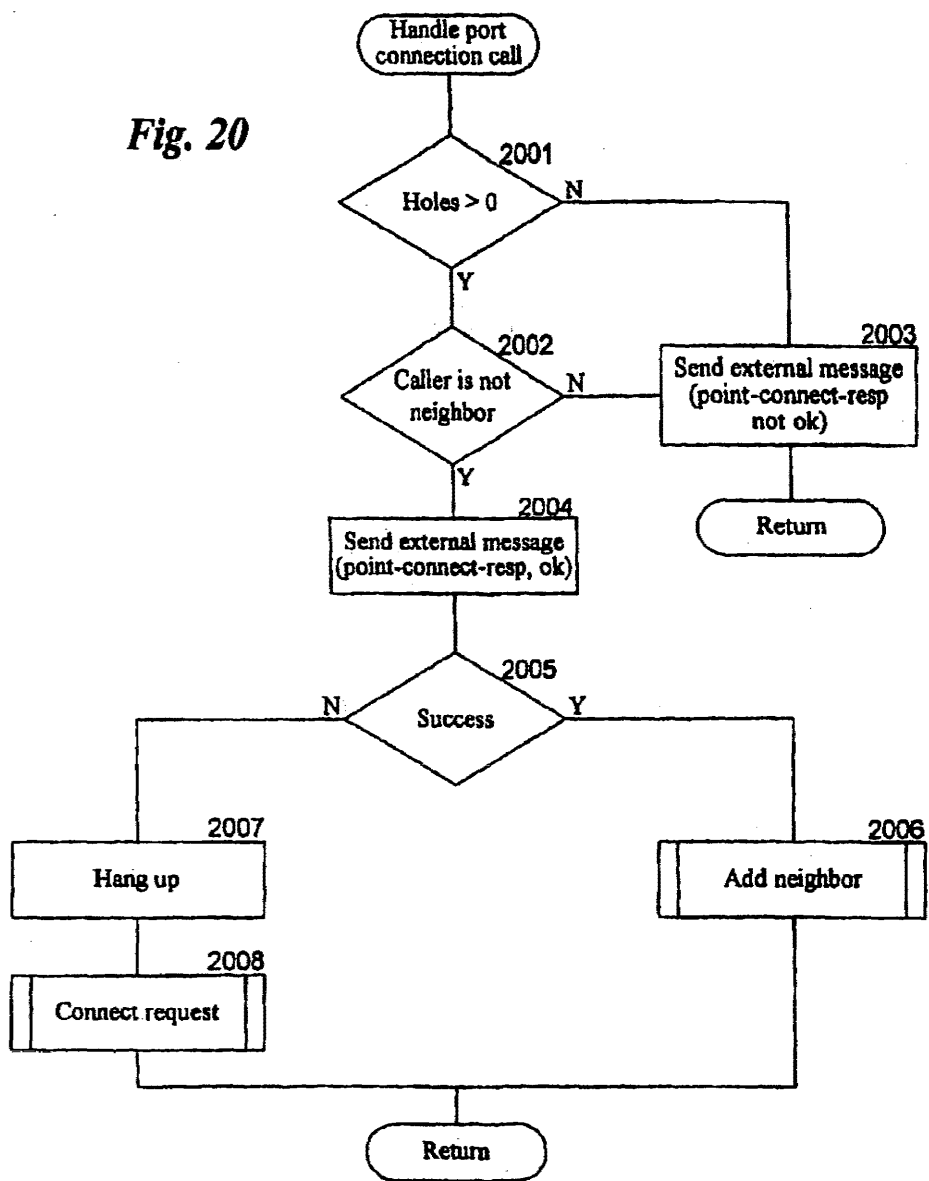 Handle port
connection call
Fig. 20
2001
Holes > 0
N
Y
2002
Caller is not
neighbor
N
Y
2003
Send external message
(point-connect-resp
not ok)
Return
2004
Send external message
(point-connect-resp, ok)
2005
N
Success
Y
2007
Hang up
2006
Add neighbor
2008
Connect request
Return